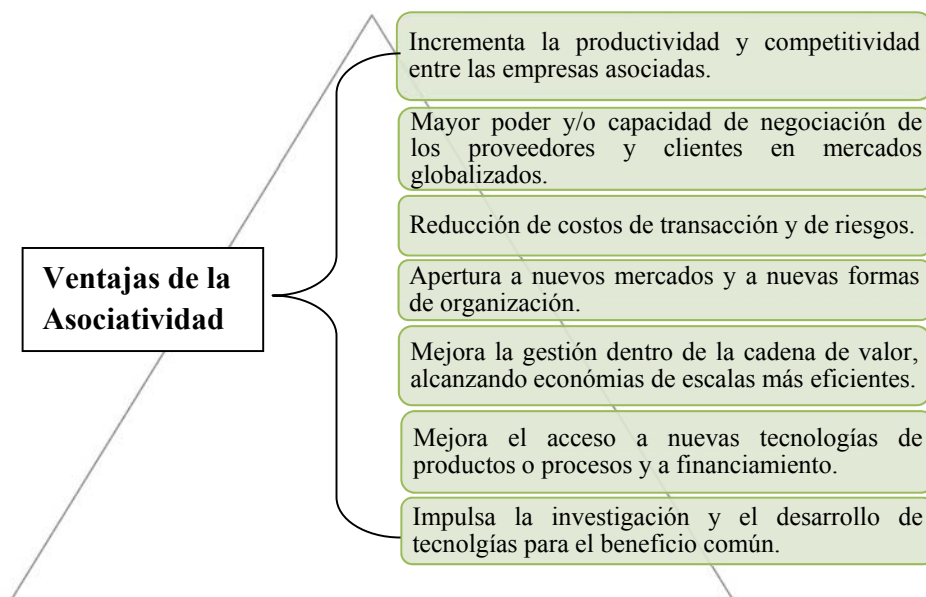 Incrementa la productividad y competitividad
entre las empresas asociadas.
Mayor poder y/o capacidad de negociación de
los proveedores y clientes en mercados
globalizados.
Reducción de costos de transacción y de riesgos.
Ventajas de la
Asociatividad
Apertura a nuevos mercados y a nuevas formas
de organización.
Mejora la gestión dentro de la cadena de valor,
alcanzando económias de escalas más eficientes.
Mejora el acceso a nuevas tecnologías de
productos o procesos y a financiamiento.
Impulsa la investigación y el desarrollo de
tecnolgías para el beneficio común.